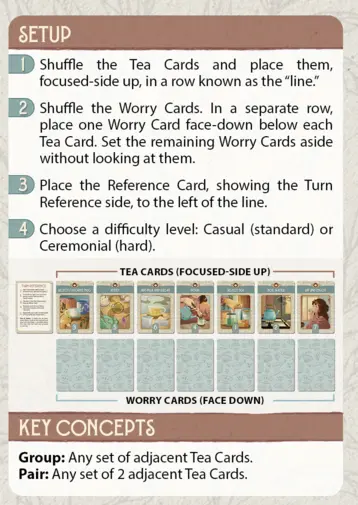 SETUP
1 Shuffle the Tea Cards and place them,
focused-side up, in a row known as the “line.”
2 Shuffle the Worry Cards. In a separate row,
place one Worry Card face-down below each
Tea Card. Set the remaining Worry Cards aside
without looking at them.
3 Place the Reference Card, showing the Turn
Reference side, to the left of the line.
4 Choose a difficulty level: Casual (standard) or
Ceremonial (hard).
TEA CARDS (FOCUSED-SIDE UP)
WORRY CARDS (FACE DOWN)
KEY CONCEPTS
Group: Any set of adjacent Tea Cards.
Pair: Any set of 2 adjacent Tea Cards.